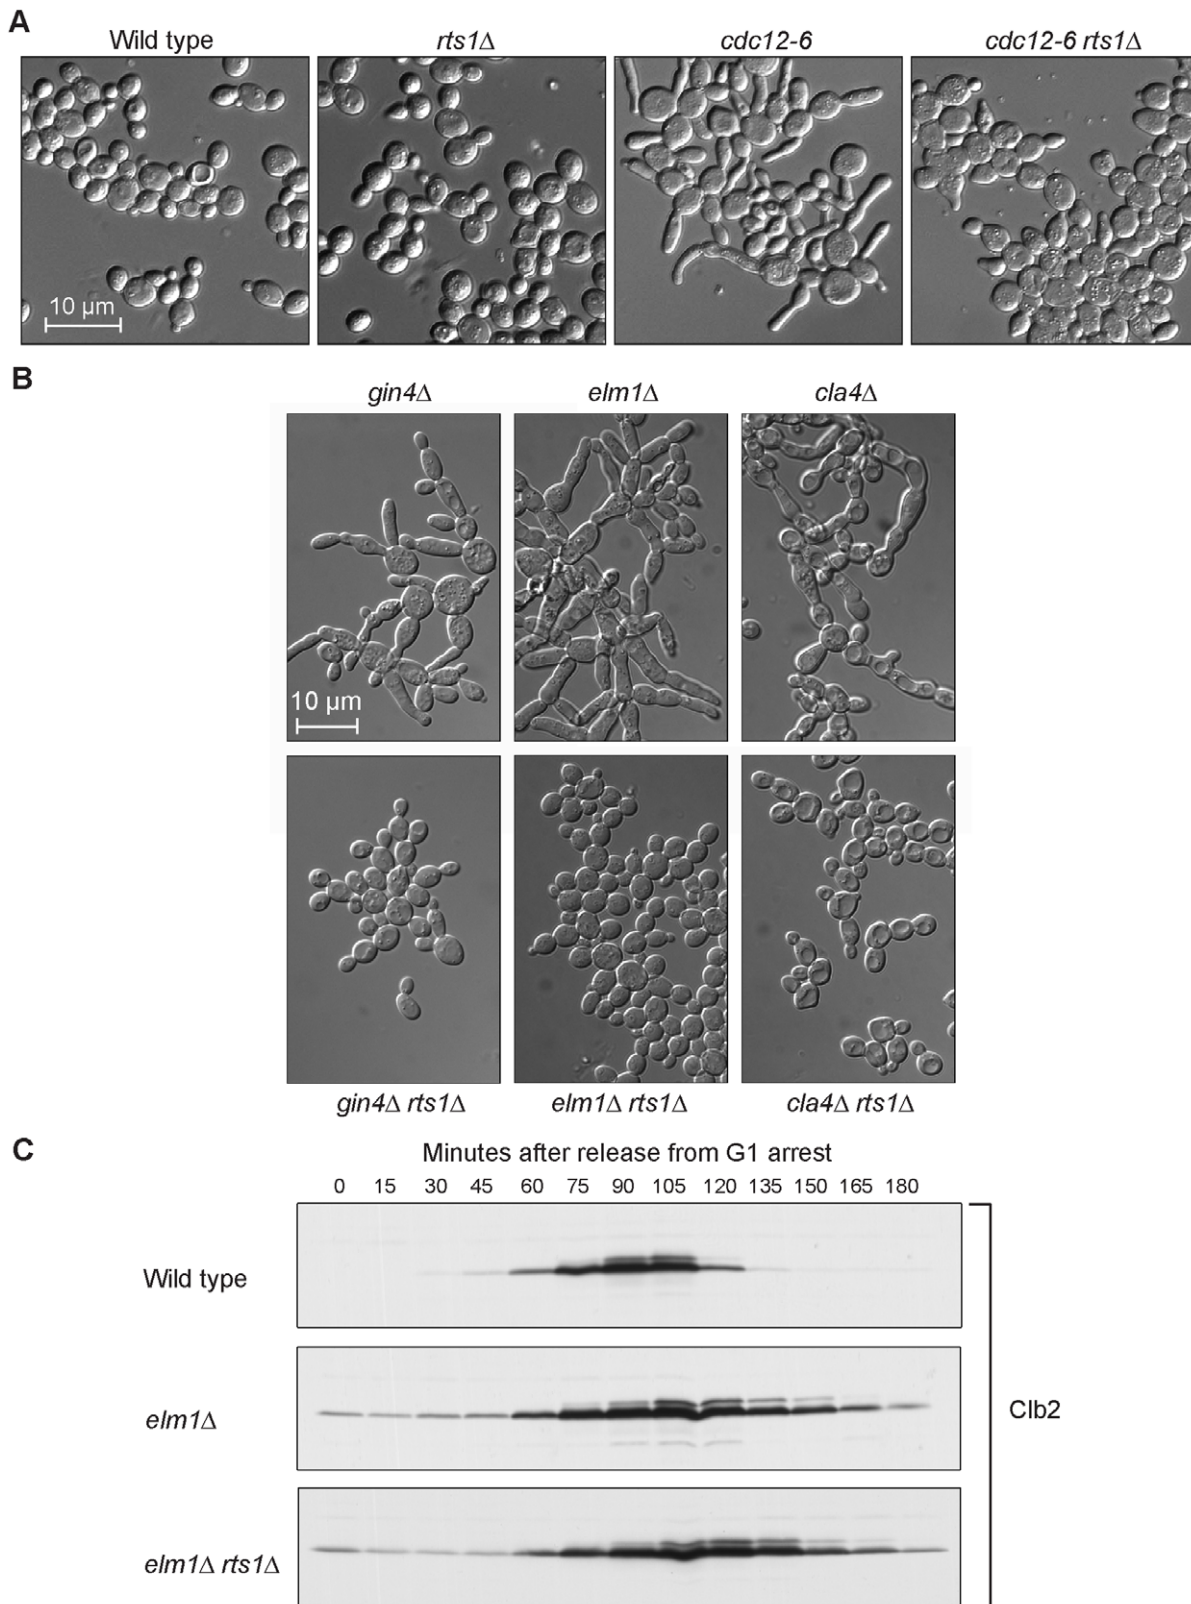 A
Wild type rts1Δ cdc12-6 cdc12-6 rts1Δ
10 µm
B
gin4Δ elm1Δ cla4Δ
10 µm
gin4Δ rts1Δ elm1Δ rts1Δ cla4Δ rts1Δ
C
Minutes after release from G1 arrest
0 15 30 45 60 75 90 105 120 135 150 165 180
Wild type
elm1Δ
Clb2
elm1Δ rts1Δ